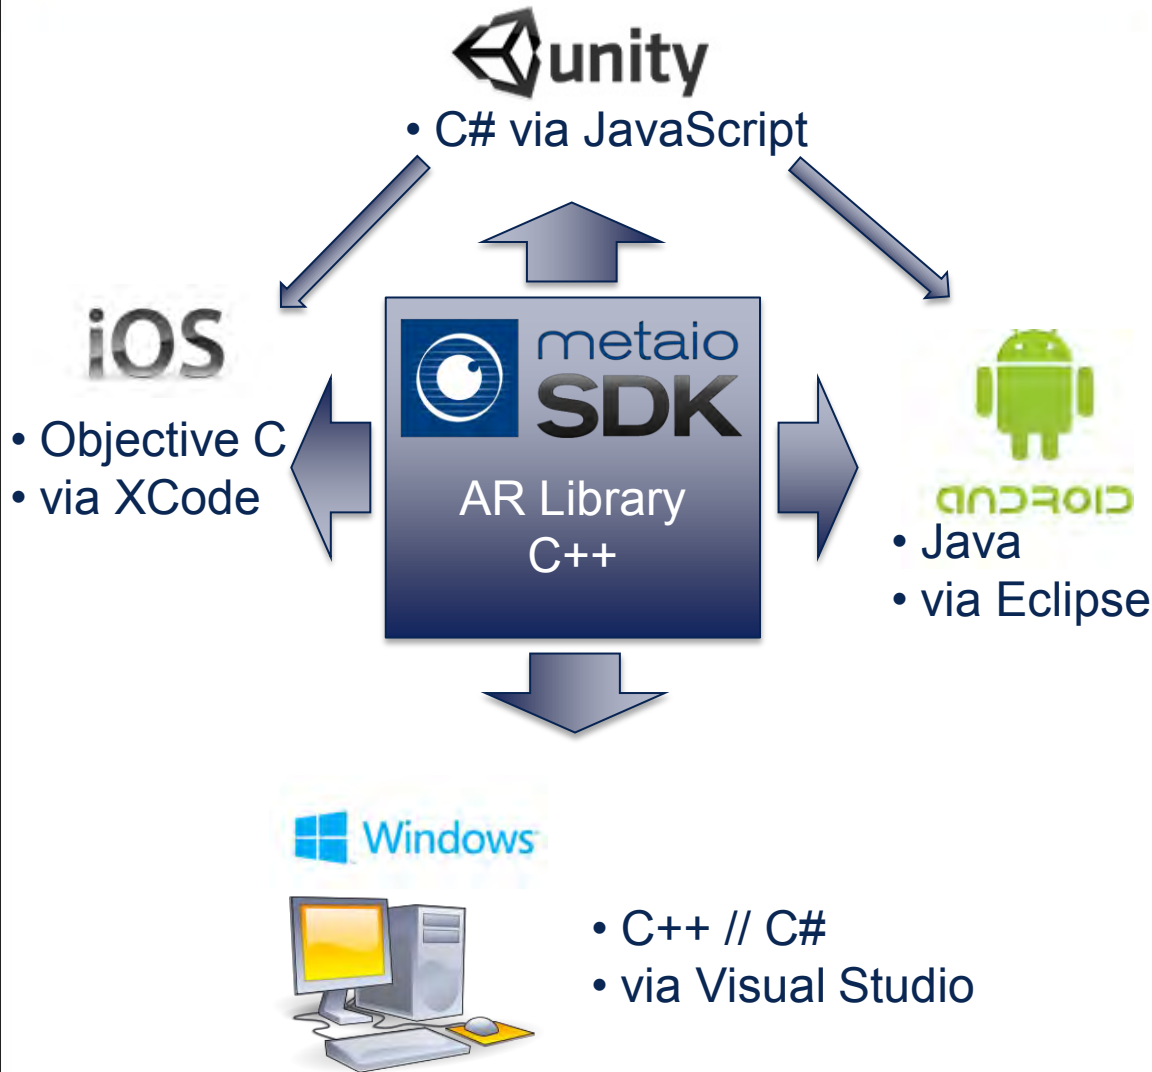 unity
• C# via JavaScript
iOS
• Objective C
• via XCode
metaio
SDK
AR Library
C++
ANDROID
• Java
• via Eclipse
Windows
• C++ // C#
• via Visual Studio